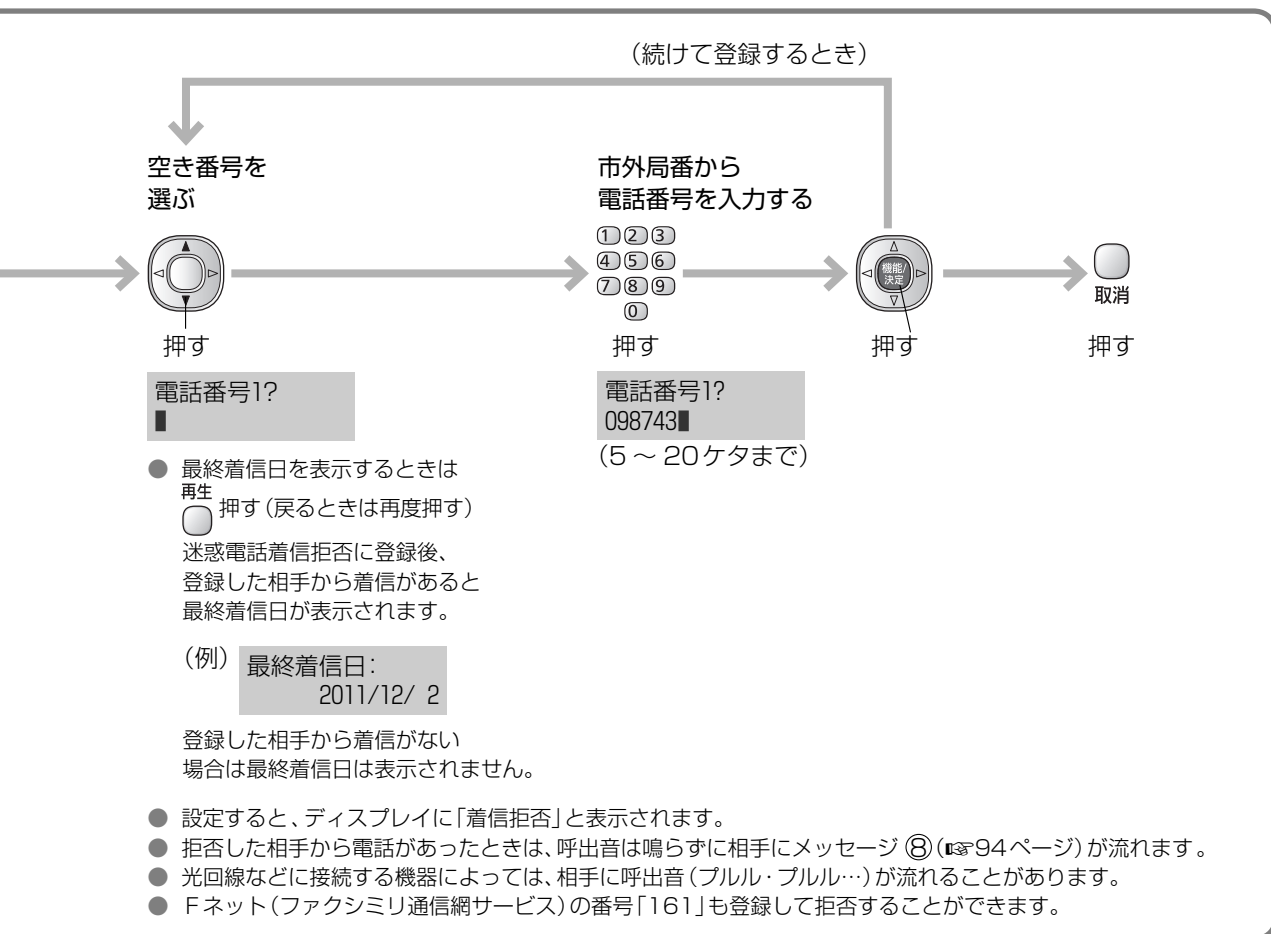 （続けて登録するとき）
空き番号を
選ぶ
市外局番から
電話番号を入力する
1 2 3
4 5 6
7 8 9
0
機能/
決定
取消
押す
押す
押す
押す
電話番号1?
電話番号1?
098743
（5～20ケタまで）
● 最終着信日を表示するときは
再生
押す（戻るときは再度押す）
迷惑電話着信拒否に登録後、
登録した相手から着信があると
最終着信日が表示されます。
（例）
最終着信日:
2011/12/ 2
登録した相手から着信がない
場合は最終着信日は表示されません。
● 設定すると、ディスプレイに「着信拒否」と表示されます。
● 拒否した相手から電話があったときは、呼出音は鳴らずに相手にメッセージ ⑧（☞94ページ）が流れます。
● 光回線などに接続する機器によっては、相手に呼出音（プルル・プルル…）が流れることがあります。
● Fネット（ファクシミリ通信網サービス）の番号「161」も登録して拒否することができます。